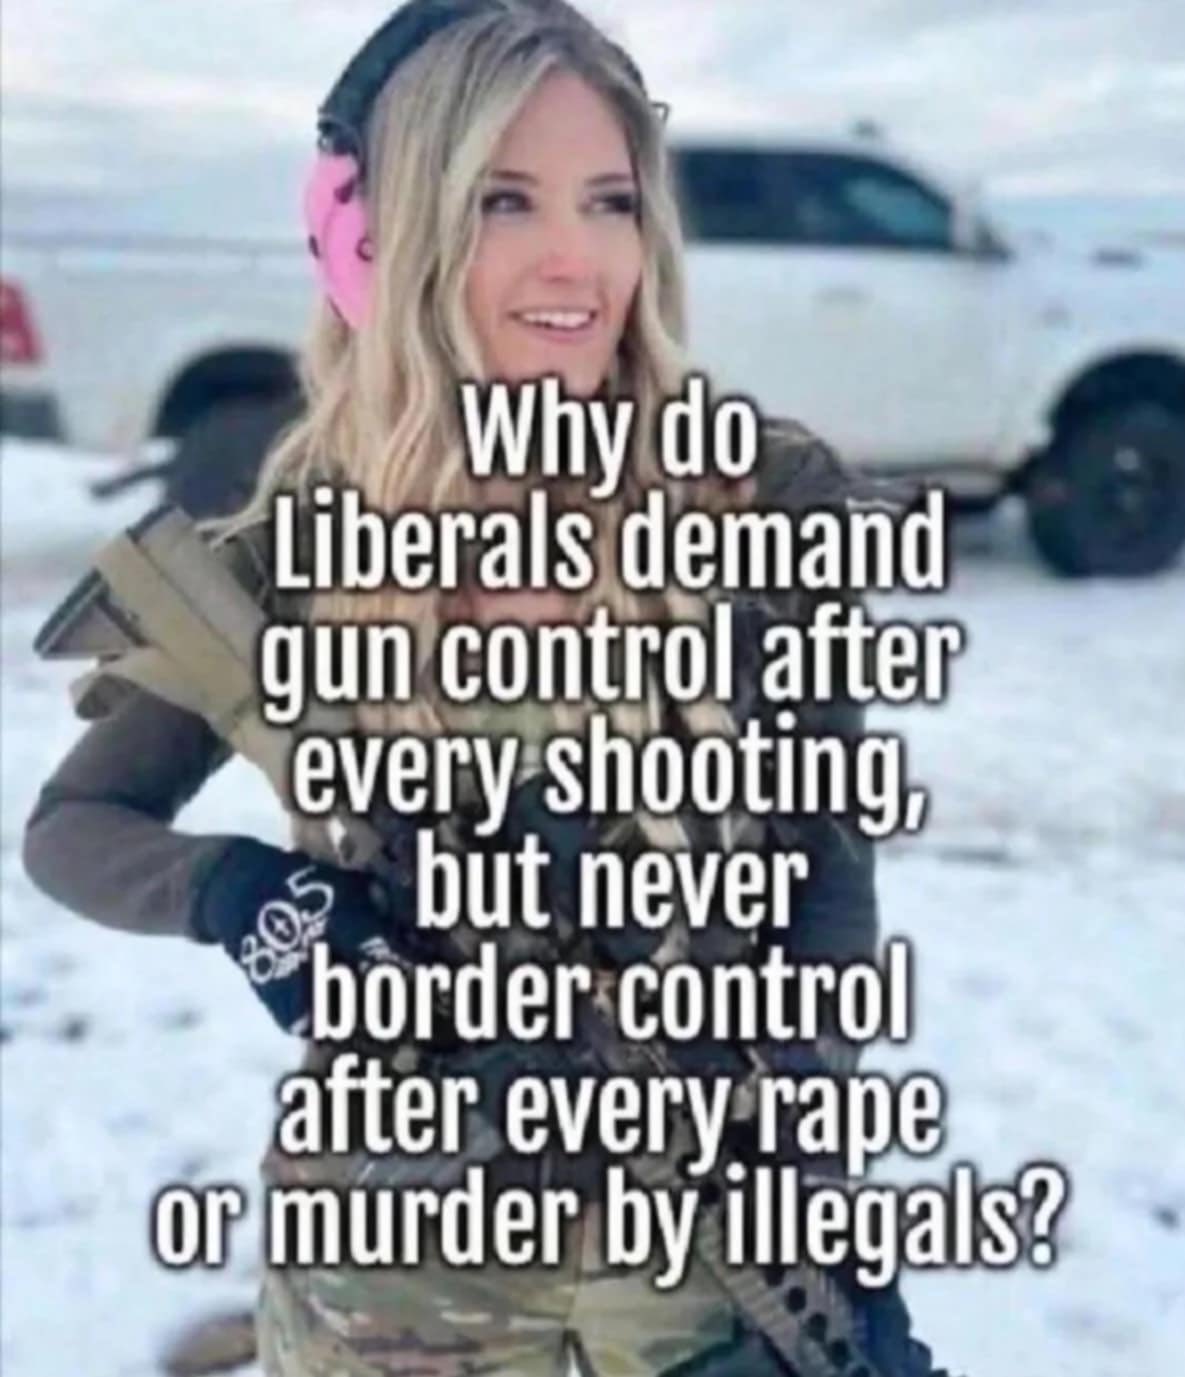 Why do
Liberals demand
gun control after
every shooting,
but never
border control
after every rape
or murder by illegals?
805